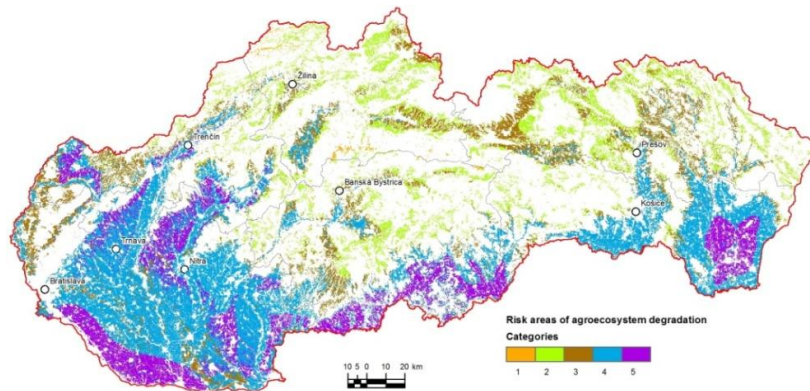 Žilina
Trenčín
Prešov
Banská Bystrica
Košice
Trnava
Nitra
Bratislava
Risk areas of agroecosystem degradation
Categories
1 2 3 4 5
10 5 0 10 20 km